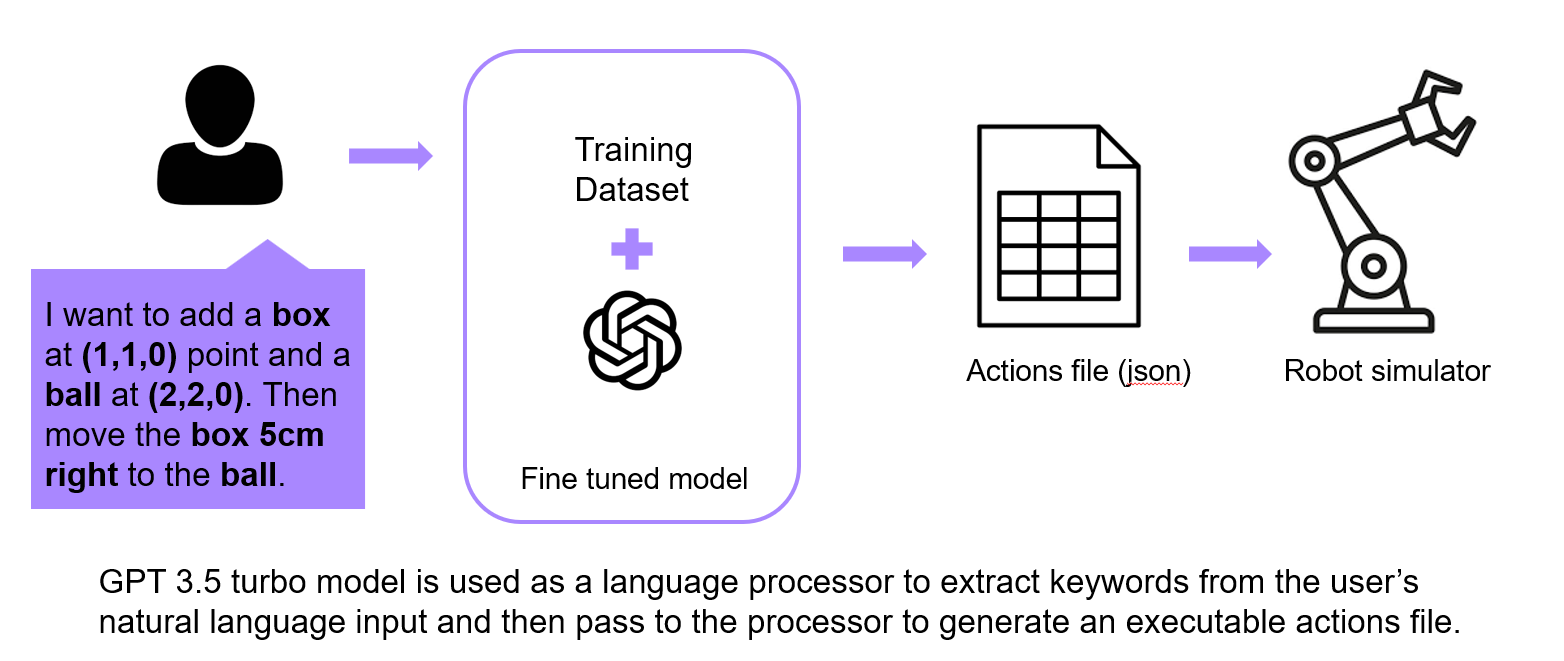 I want to add a box
at (1,1,0) point and a
ball at (2,2,0). Then
move the box 5cm
right to the ball.
Training
Dataset
Fine tuned model
Actions file (json)
Robot simulator
GPT 3.5 turbo model is used as a language processor to extract keywords from the user’s
natural language input and then pass to the processor to generate an executable actions file.